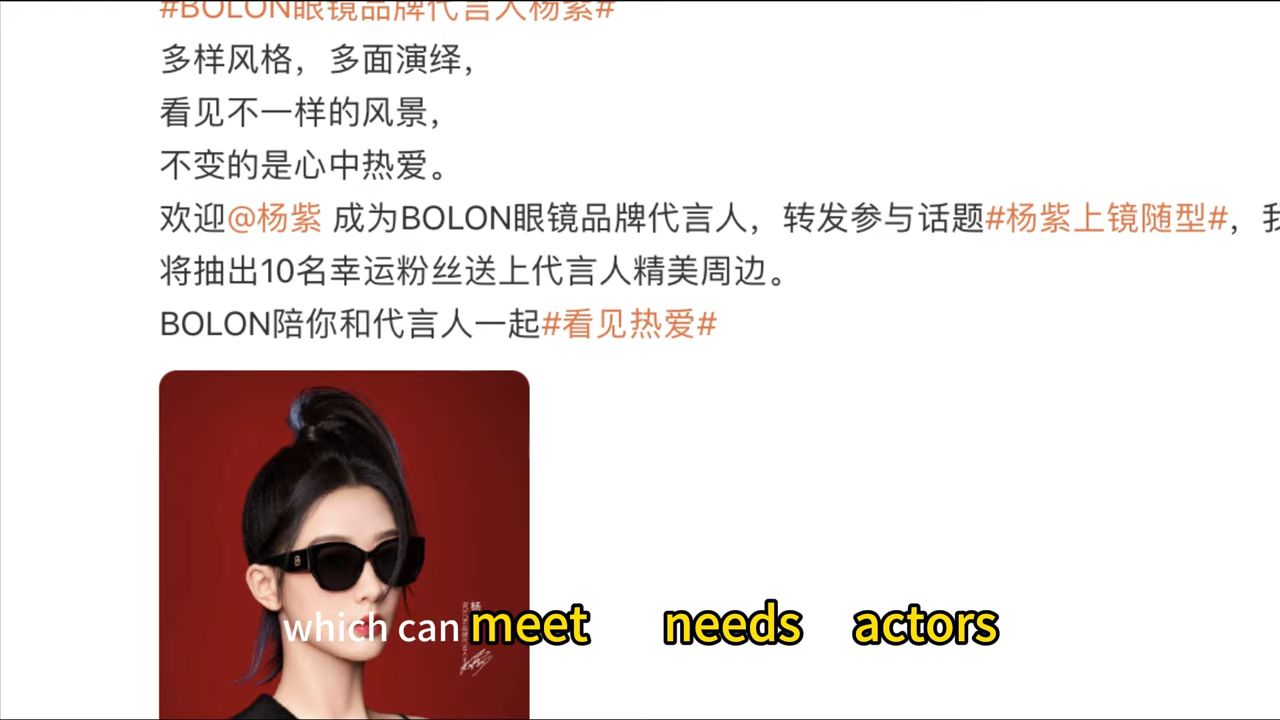 #BOLON眼镜品牌代言人杨紫#
多样风格，多面演绎，
看见不一样的风景，
不变的是心中热爱。
欢迎@杨紫 成为BOLON眼镜品牌代言人，转发参与话题#杨紫上镜随型#，我
将抽出10名幸运粉丝送上代言人精美周边。
BOLON陪你和代言人一起#看见热爱#
which can meet needs actors